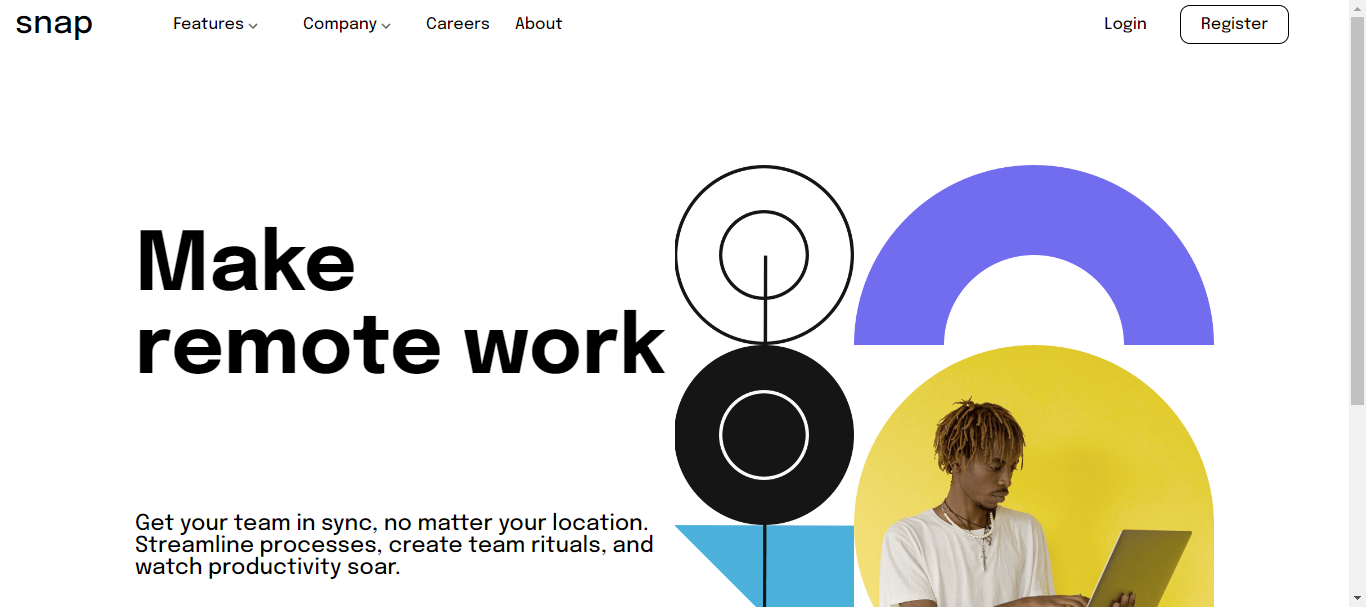 snap
Features
Company
Careers
About
Login
Register
Make
remote work
Get your team in sync, no matter your location.
Streamline processes, create team rituals, and
watch productivity soar.